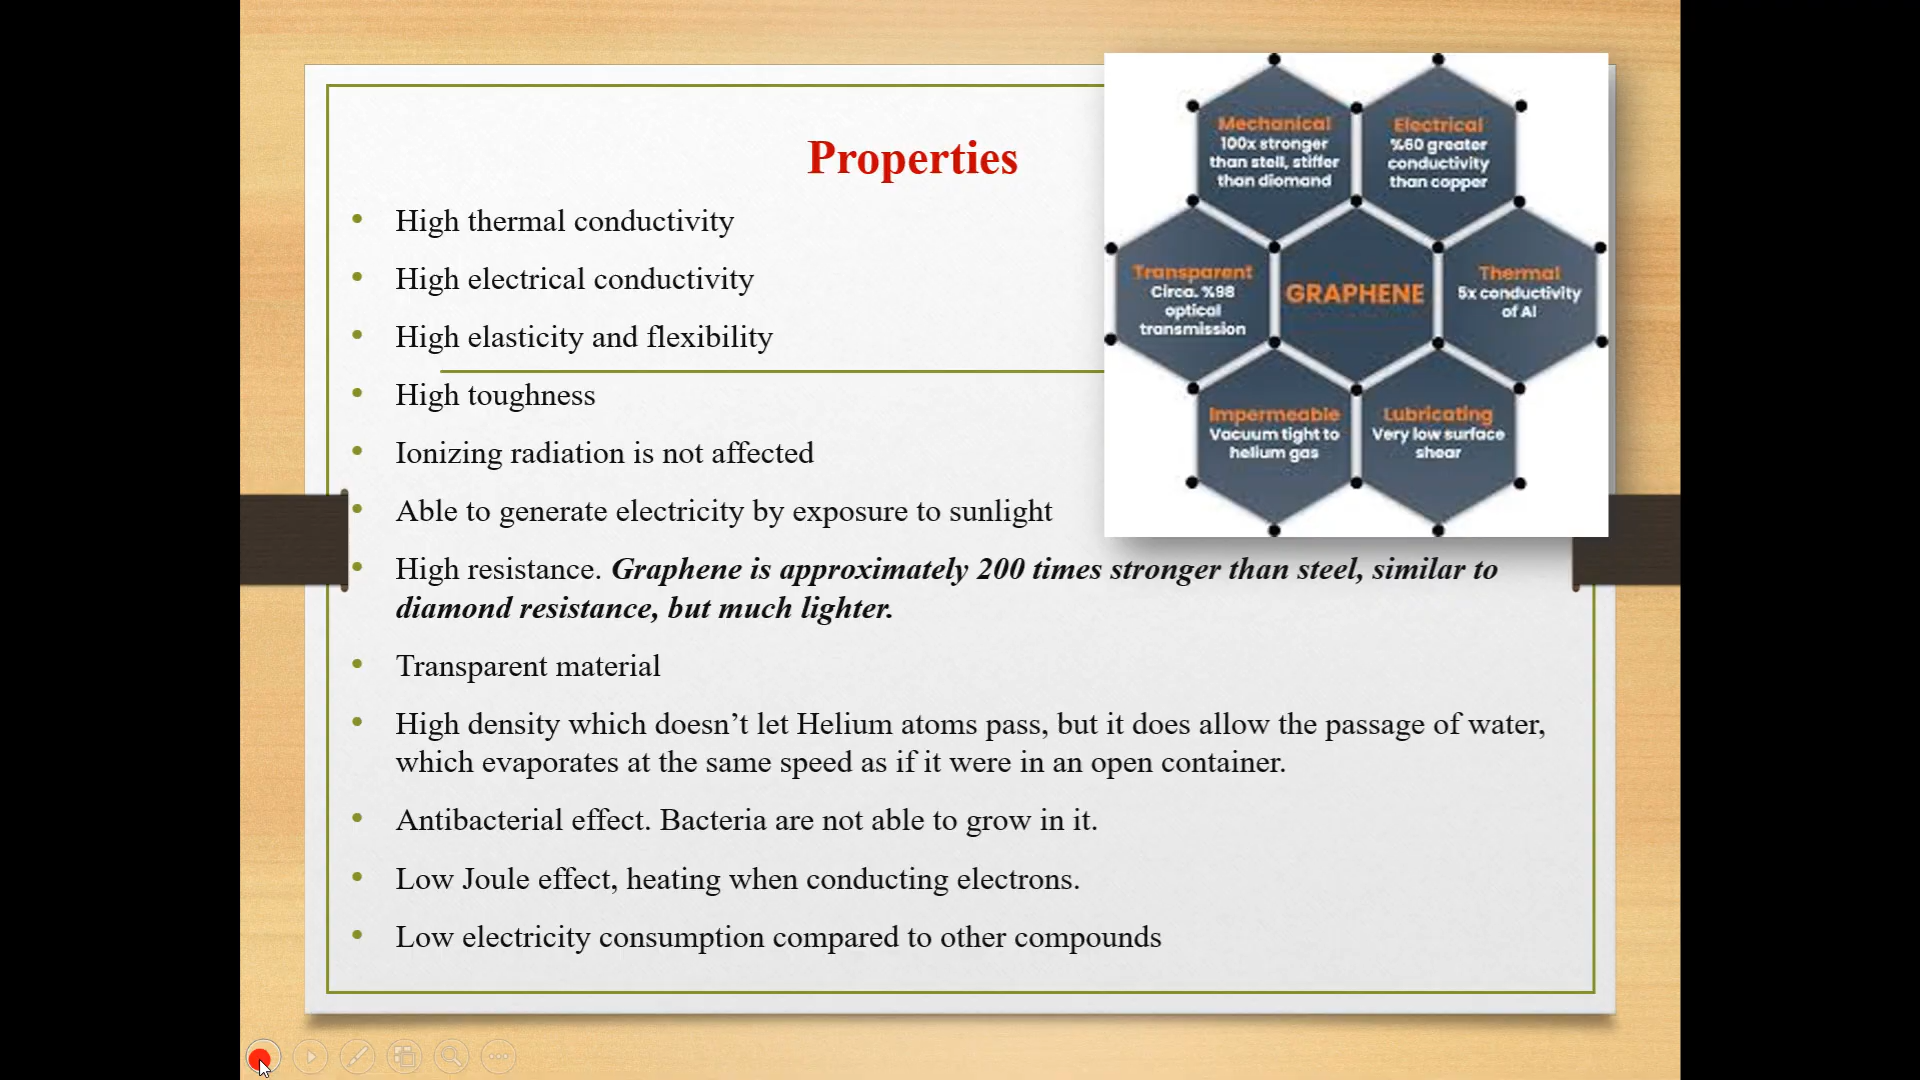 Properties
High thermal conductivity
High electrical conductivity
High elasticity and flexibility
High toughness
Ionizing radiation is not affected
Able to generate electricity by exposure to sunlight
High resistance. Graphene is approximately 200 times stronger than steel, similar to
diamond resistance, but much lighter.
Transparent material
High density which doesn’t let Helium atoms pass, but it does allow the passage of water,
which evaporates at the same speed as if it were in an open container.
Antibacterial effect. Bacteria are not able to grow in it.
Low Joule effect, heating when conducting electrons.
Low electricity consumption compared to other compounds
Mechanical
100x stronger
than stell, stiffer
than diomand
Electrical
%60 greater
conductivity
than copper
Transparent
Circa. %98
optical
transmission
GRAPHENE
Thermal
5x conductivity
of Al
Impermeable
Vacuum tight to
helium gas
Lubricating
Very low surface
shear